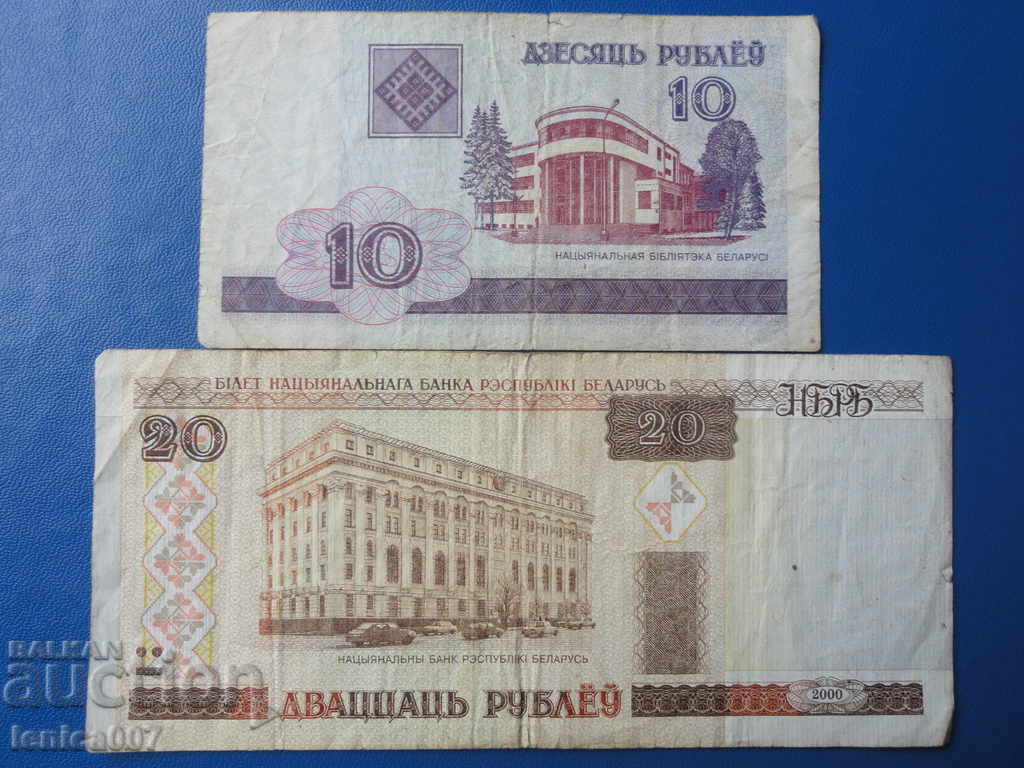 ДЗЕСЯЦЬ РУБЛЁЎ
10
10
НАЦЫЯНАЛЬНАЯ БІБЛІЯТЭКА БЕЛАРУСІ
БІЛЕТ НАЦЫЯНАЛЬНАГА БАНКА РЭСПУБЛІКІ БЕЛАРУСЬ
НБРБ
20
20
НАЦЫЯНАЛЬНЫ БАНК РЭСПУБЛІКІ БЕЛАРУСЬ
ДВАЦЦАЦЬ РУБЛЁЎ
2000
BALKAN
auction
ienica007